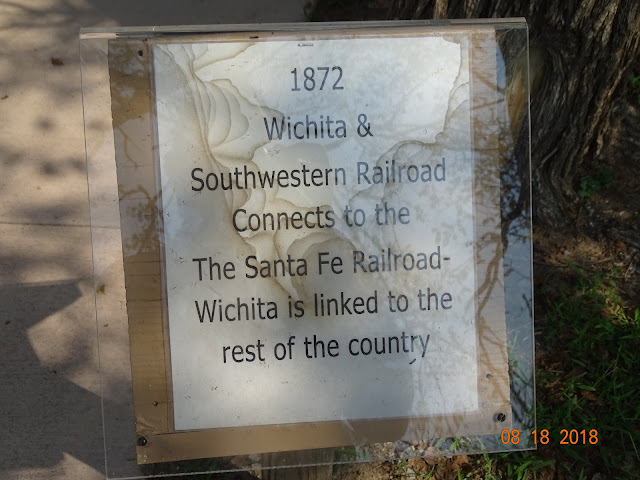 1872
Wichita &
Southwestern Railroad
Connects to the
The Santa Fe Railroad-
Wichita is linked to the
rest of the country
08 18 2018